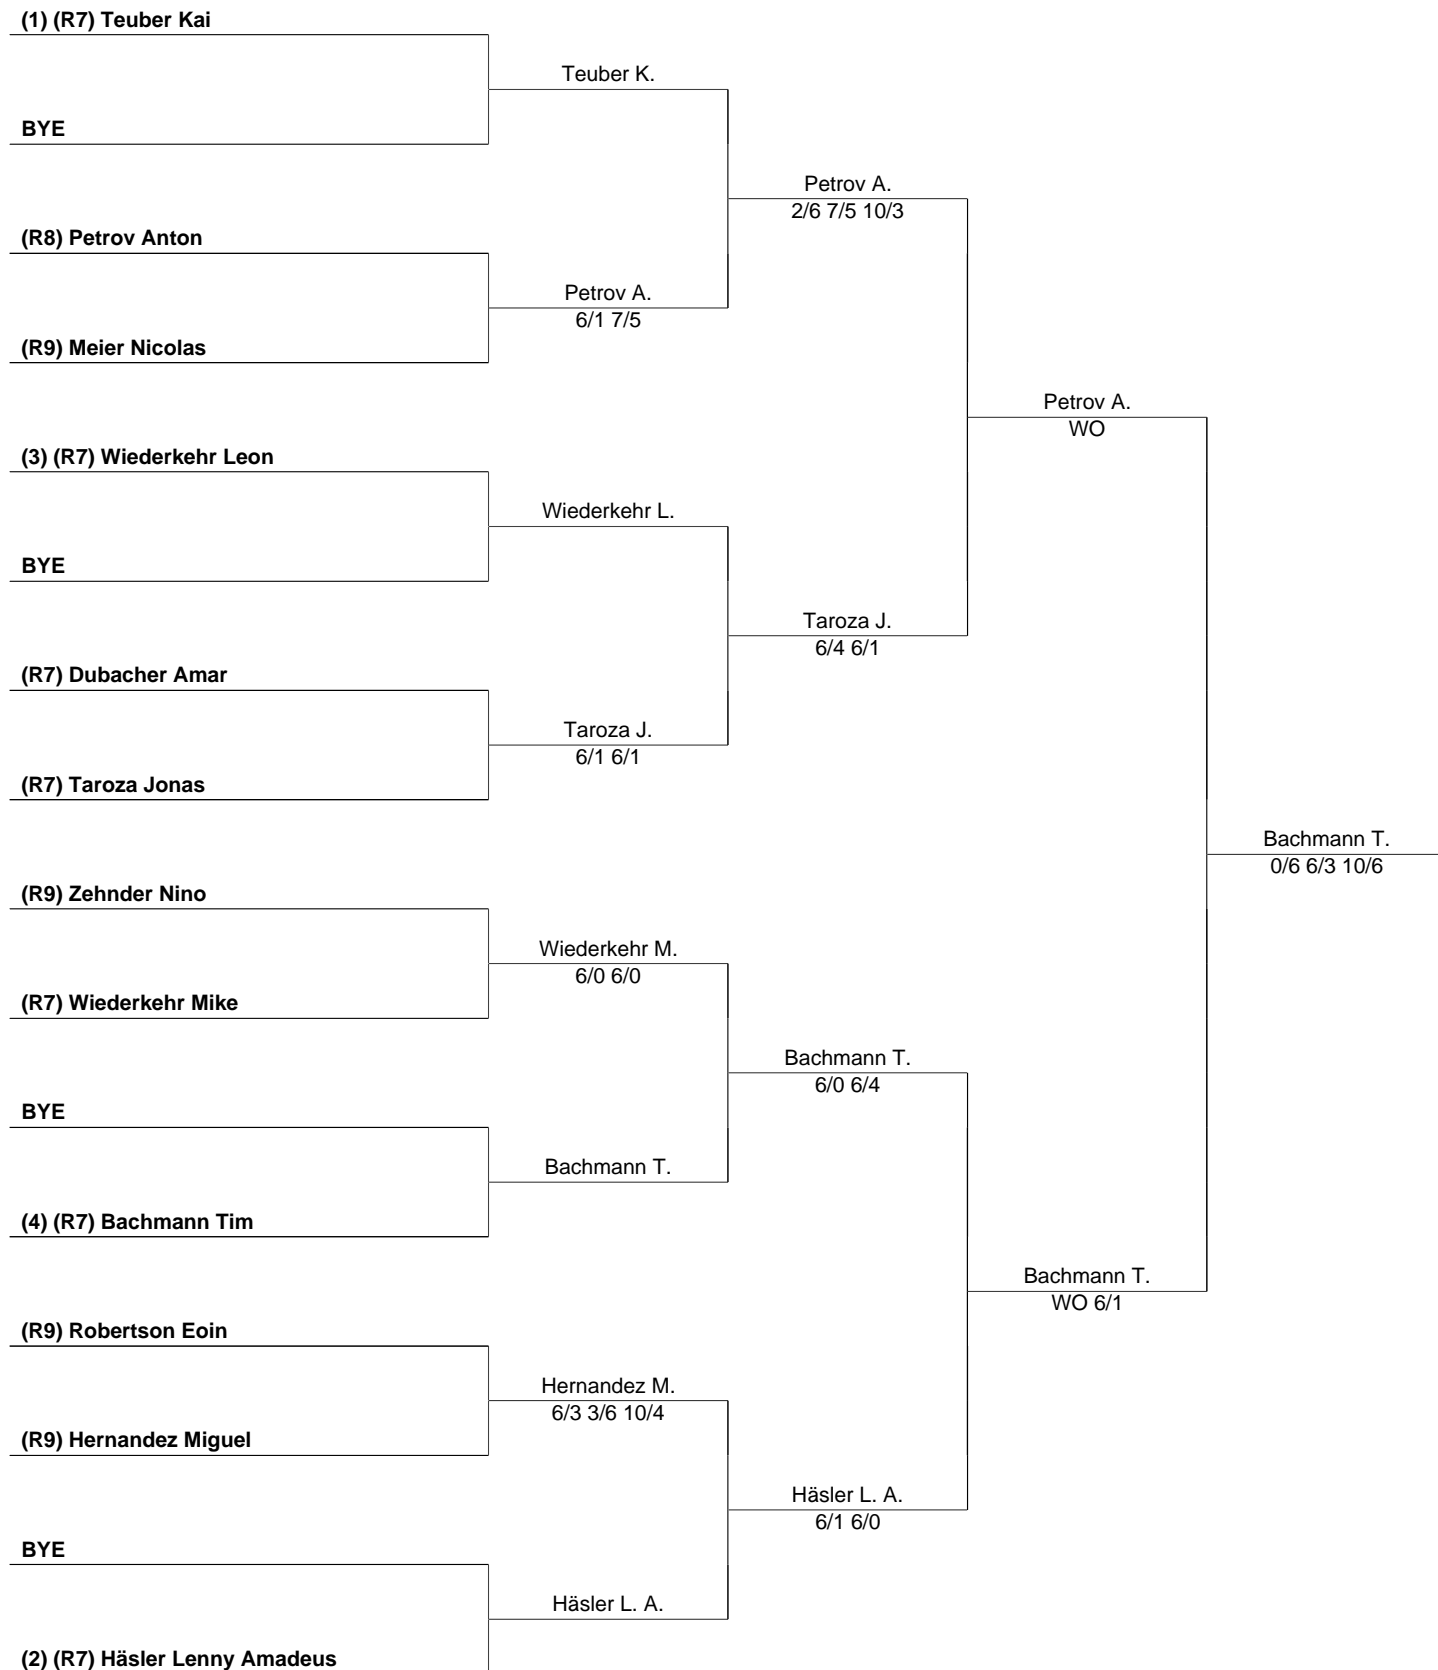 (1) (R7) Teuber Kai
Teuber K.
BYE
Petrov A.
2/6 7/5 10/3
(R8) Petrov Anton
Petrov A.
6/1 7/5
(R9) Meier Nicolas
Petrov A.
WO
(3) (R7) Wiederkehr Leon
Wiederkehr L.
BYE
Taroza J.
6/4 6/1
(R7) Dubacher Amar
Taroza J.
6/1 6/1
(R7) Taroza Jonas
Bachmann T.
0/6 6/3 10/6
(R9) Zehnder Nino
Wiederkehr M.
6/0 6/0
(R7) Wiederkehr Mike
Bachmann T.
6/0 6/4
BYE
Bachmann T.
(4) (R7) Bachmann Tim
Bachmann T.
WO 6/1
(R9) Robertson Eoin
Hernandez M.
6/3 3/6 10/4
(R9) Hernandez Miguel
Häsler L. A.
6/1 6/0
BYE
Häsler L. A.
(2) (R7) Häsler Lenny Amadeus